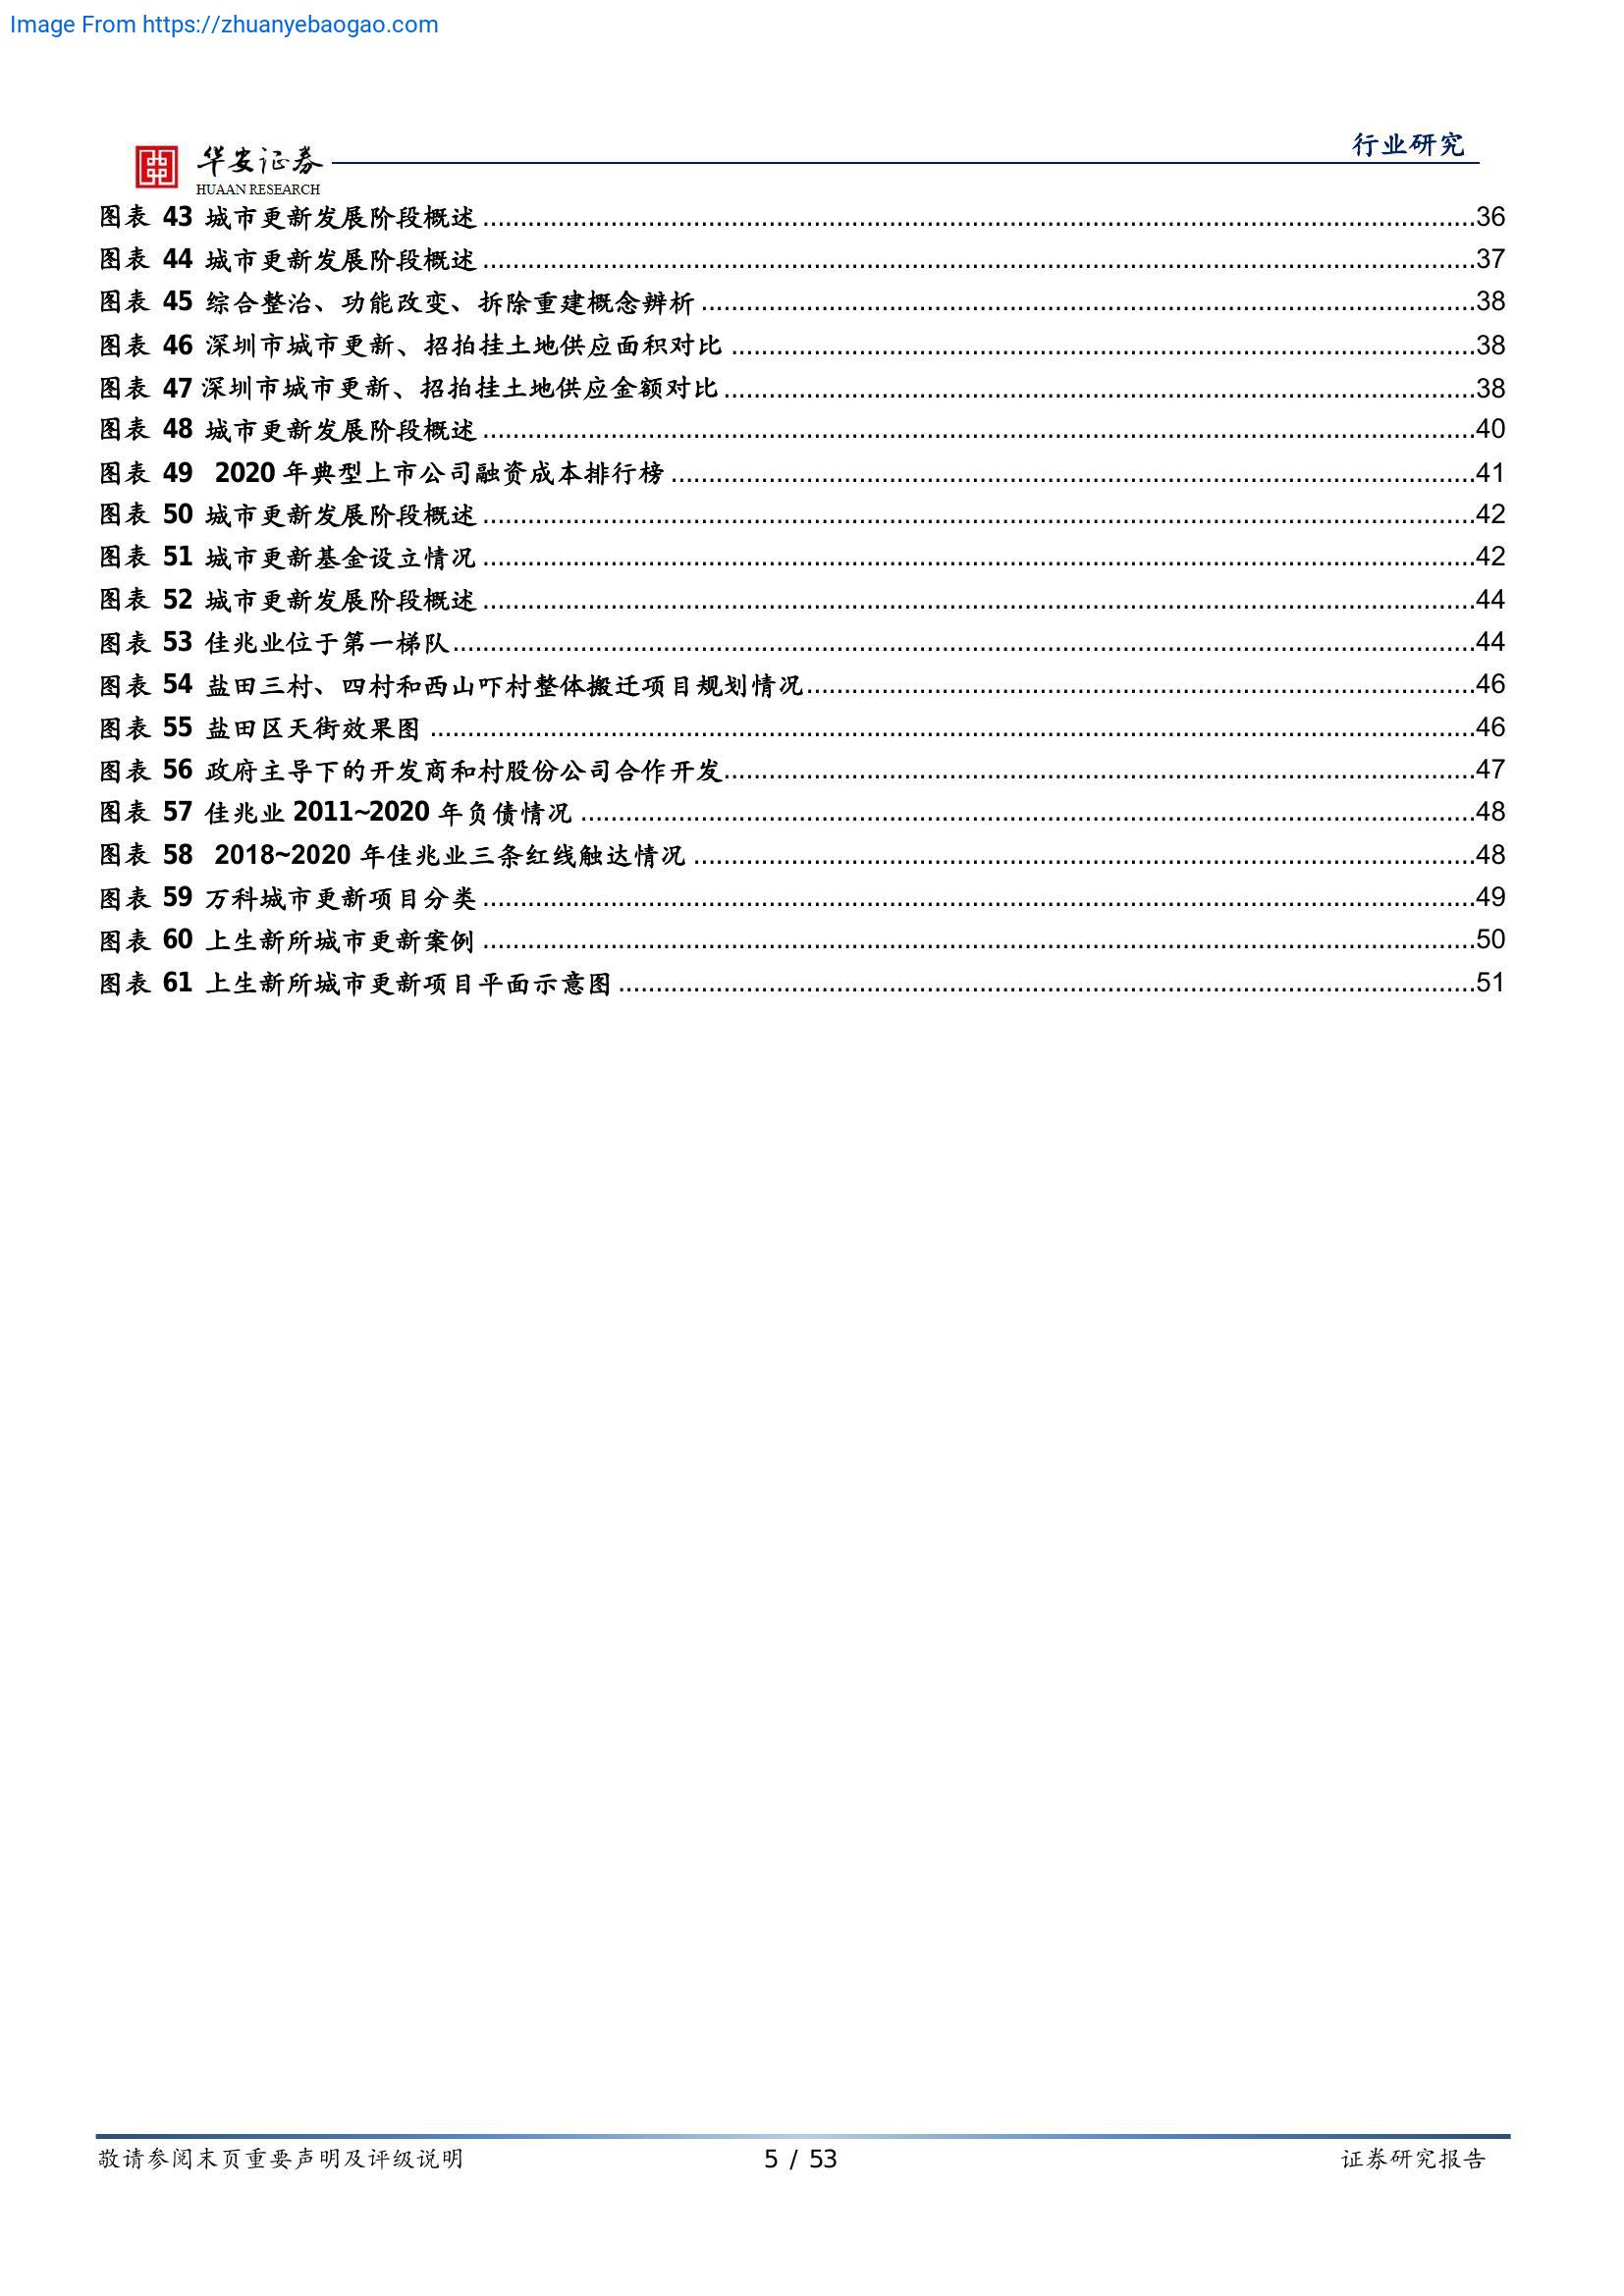 Image From https://zhuanyebaogao.com
行业研究
华安证券
HUAAN RESEARCH
图表 43 城市更新发展阶段概述....................36
图表 44 城市更新发展阶段概述....................37
图表 45 综合整治、功能改变、拆除重建概念辨析....................38
图表 46 深圳市城市更新、招拍挂土地供应面积对比....................38
图表 47 深圳市城市更新、招拍挂土地供应金额对比....................38
图表 48 城市更新发展阶段概述....................40
图表 49 2020 年典型上市公司融资成本排行榜....................41
图表 50 城市更新发展阶段概述....................42
图表 51 城市更新基金设立情况....................42
图表 52 城市更新发展阶段概述....................44
图表 53 佳兆业位于第一梯队....................44
图表 54 盐田三村、四村和西山吓村整体搬迁项目规划情况....................46
图表 55 盐田区天街效果图....................46
图表 56 政府主导下的开发商和村股份公司合作开发....................47
图表 57 佳兆业 2011~2020 年负债情况....................48
图表 58 2018~2020 年佳兆业三条红线触达情况....................48
图表 59 万科城市更新项目分类....................49
图表 60 上生新所城市更新案例....................50
图表 61 上生新所城市更新项目平面示意图....................51
敬请参阅末页重要声明及评级说明 5 / 53 证券研究报告